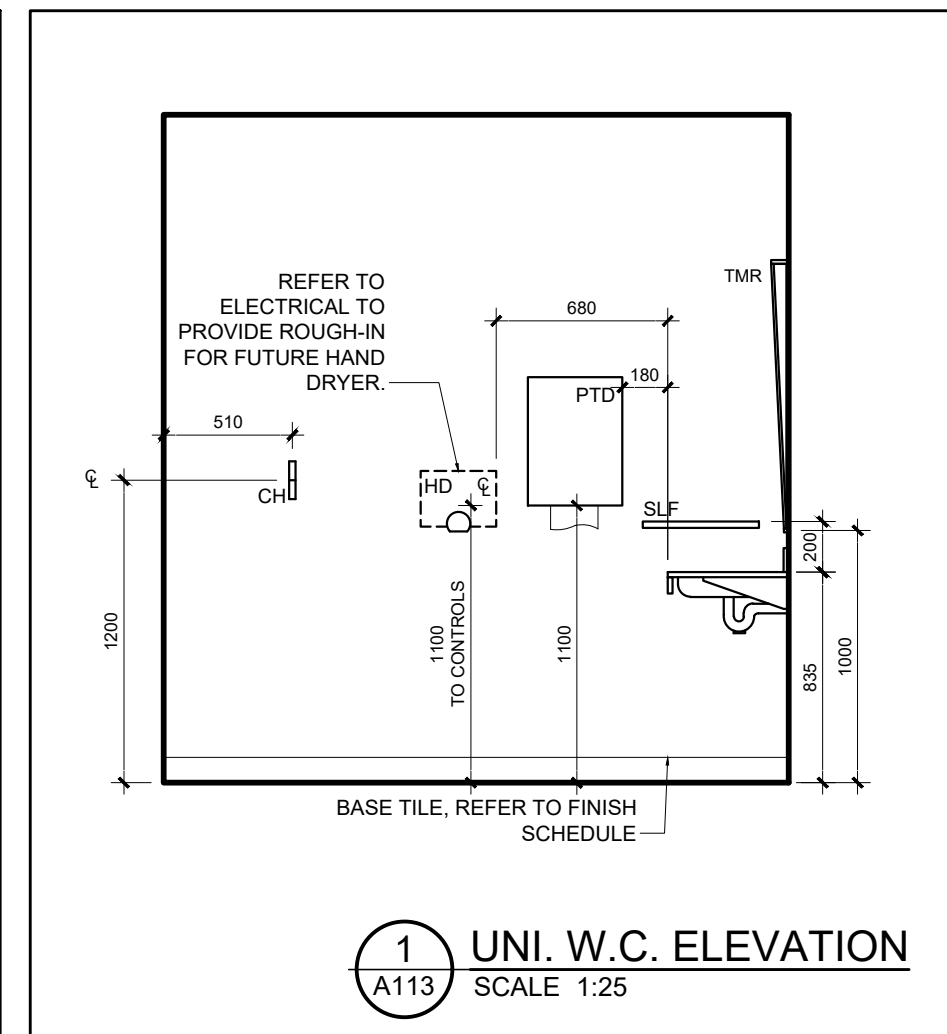 REFER TO
ELECTRICAL TO
PROVIDE ROUGH-IN
FOR FUTURE HAND
DRYER.
TMR
680
180
PTD
510
℄
CH
HD
℄
SLF
200
1200
1100
TO CONTROLS
1100
835
1000
BASE TILE, REFER TO FINISH
SCHEDULE
1
A113
UNI. W.C. ELEVATION
SCALE 1:25